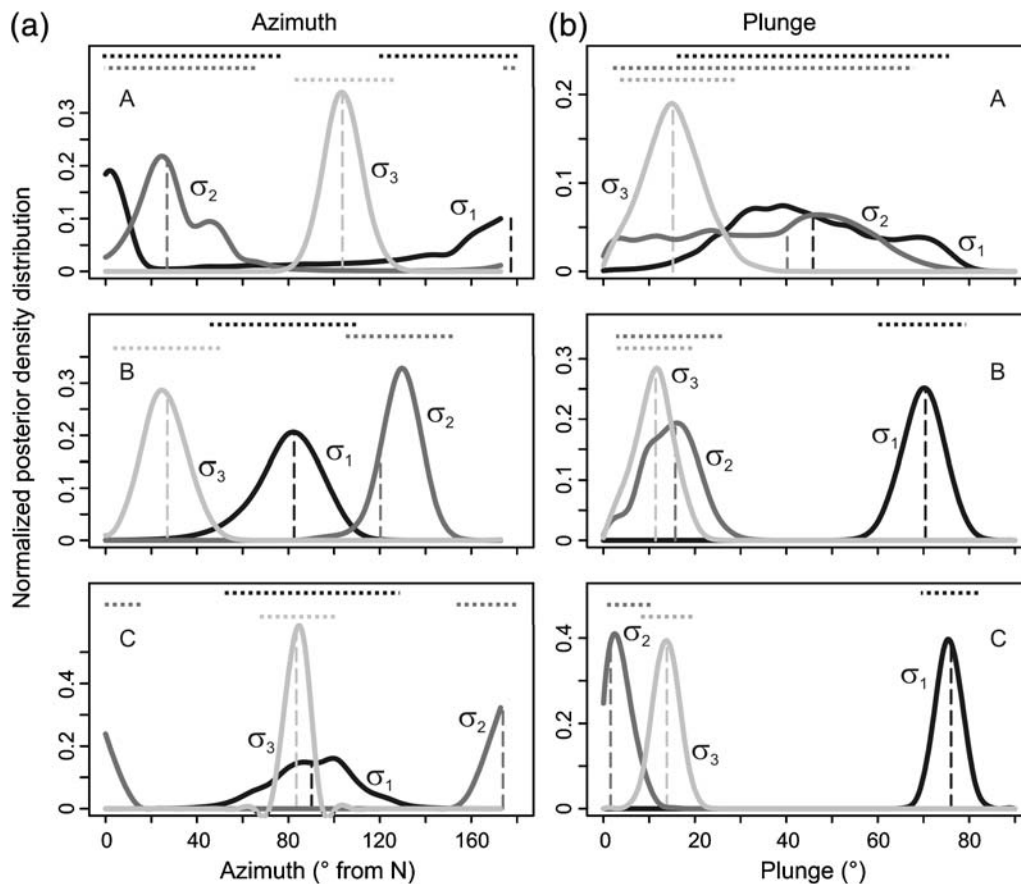 (a) Azimuth (b) Plunge
Normalized posterior density distribution
A
0.3
0.2
0.1
0
σ2
σ3
σ1
A
0.2
0.1
0
σ3
σ2
σ1
B
0.3
0.2
0.1
0
σ3
σ1
σ2
B
0.3
0.2
0.1
0
σ3
σ2
σ1
C
0.4
0.2
0
σ3
σ1
σ2
C
0.4
0.2
0
σ2
σ3
σ1
0 40 80 120 160
Azimuth (° from N)
0 20 40 60 80
Plunge (°)